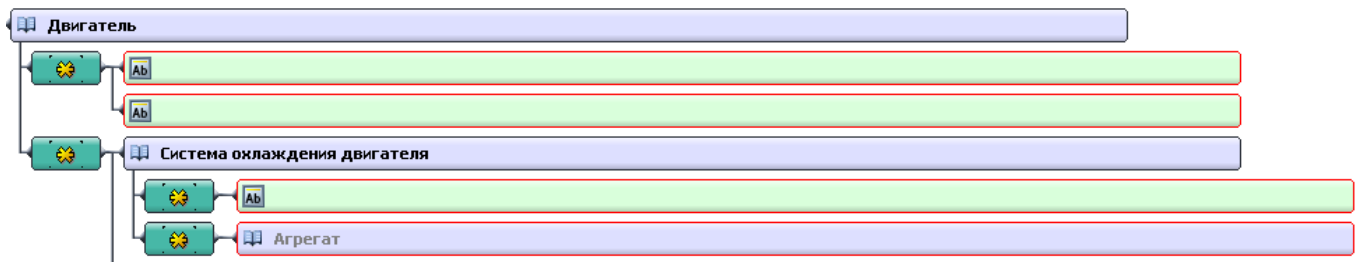 Двигатель
Ab
Ab
Система охлаждения двигателя
Ab
Агрегат